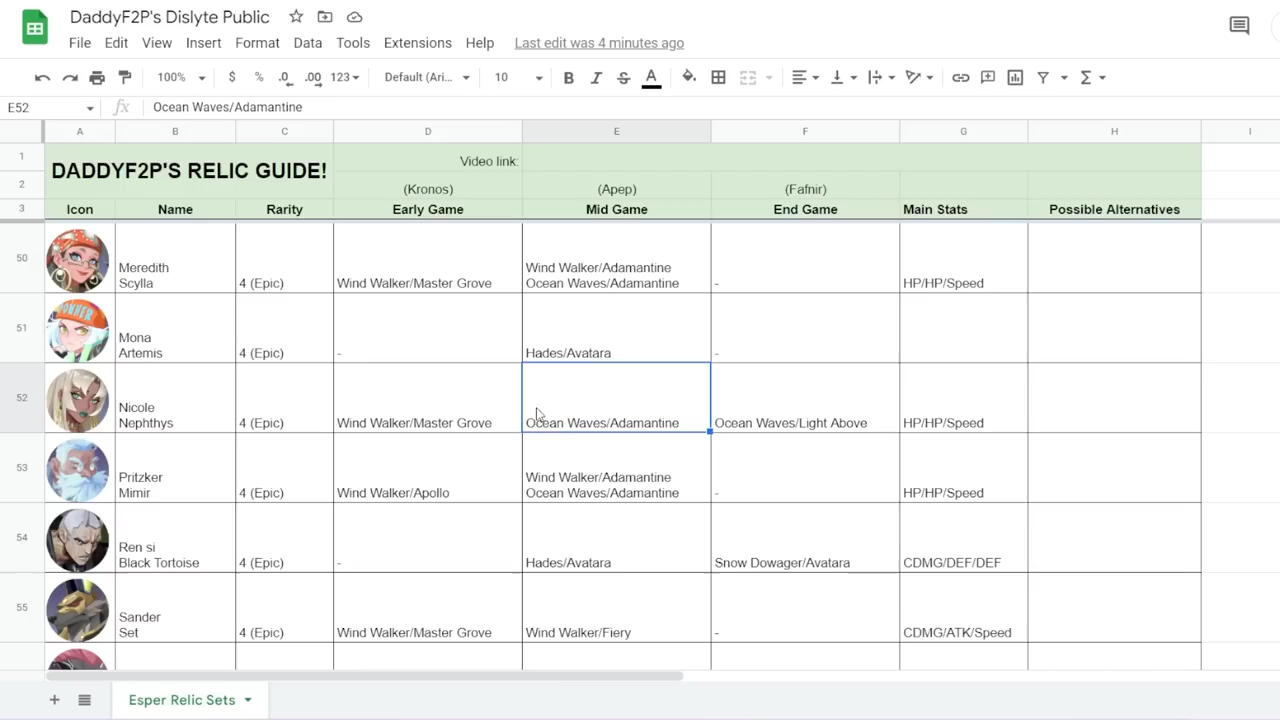 DaddyF2P's Dislyte Public
File Edit View Insert Format Data Tools Extensions Help Last edit was 4 minutes ago
100% $ % .0 .00 123 Default (Ari... 10 B I S A Σ
E52 fx Ocean Waves/Adamantine
A B C D E F G H I
1 DADDYF2P'S RELIC GUIDE! Video link:
2 (Kronos) (Apep) (Fafnir)
3 Icon Name Rarity Early Game Mid Game End Game Main Stats Possible Alternatives
50 Meredith Wind Walker/Adamantine
Scylla 4 (Epic) Wind Walker/Master Grove Ocean Waves/Adamantine - HP/HP/Speed
51 Mona
Artemis 4 (Epic) - Hades/Avatara -
52 Nicole
Nephthys 4 (Epic) Wind Walker/Master Grove Ocean Waves/Adamantine Ocean Waves/Light Above HP/HP/Speed
53 Pritzker Wind Walker/Adamantine
Mimir 4 (Epic) Wind Walker/Apollo Ocean Waves/Adamantine - HP/HP/Speed
54 Ren si
Black Tortoise 4 (Epic) - Hades/Avatara Snow Dowager/Avatara CDMG/DEF/DEF
55 Sander
Set 4 (Epic) Wind Walker/Master Grove Wind Walker/Fiery - CDMG/ATK/Speed
+ Esper Relic Sets